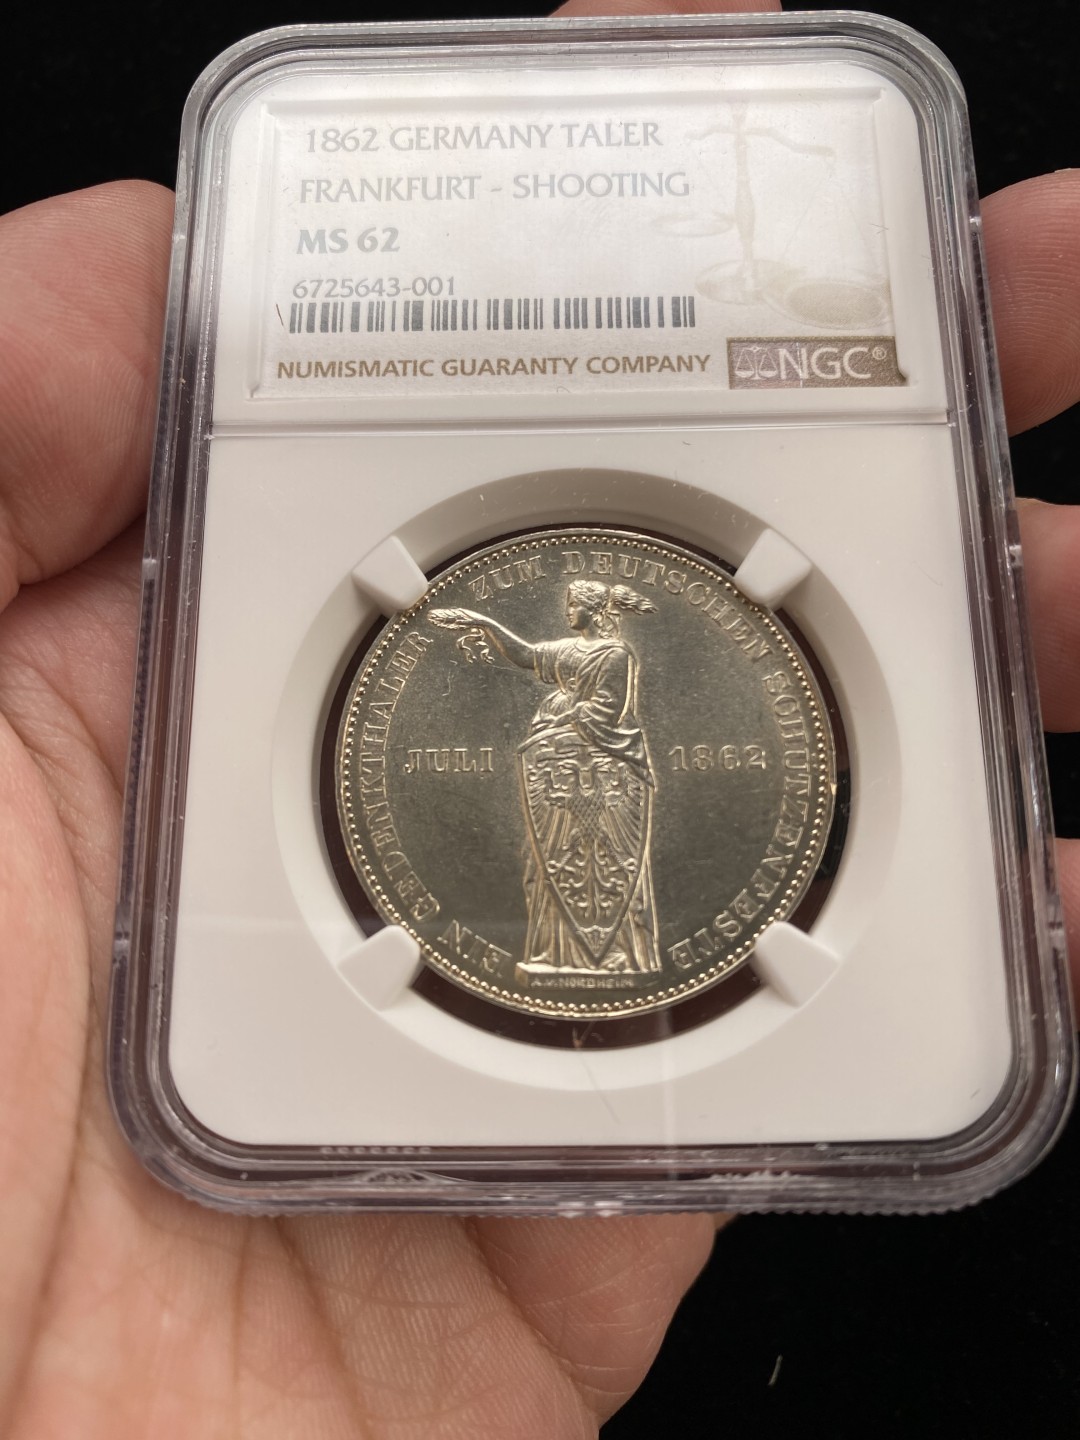 1862 GERMANY TALER
FRANKFURT - SHOOTING
MS 62
6725643-001
NUMISMATIC GUARANTY COMPANY
NGC®
EIN GEDENKTHALER ZUM DEUTSCHEN SCHÜTZENFESTE
JULI 1862
A.V.NORDHEIM